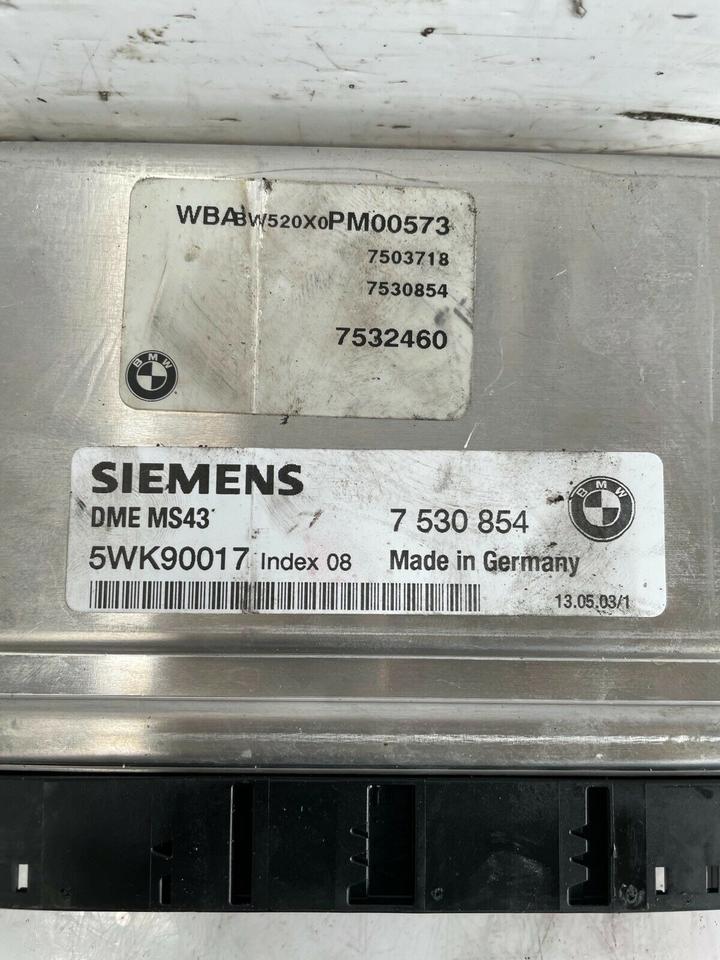 WBABW520X0PM00573
7503718
7530854
7532460
BMW
SIEMENS
DME MS43
7 530 854
BMW
5WK90017 Index 08 Made in Germany
13.05.03/1